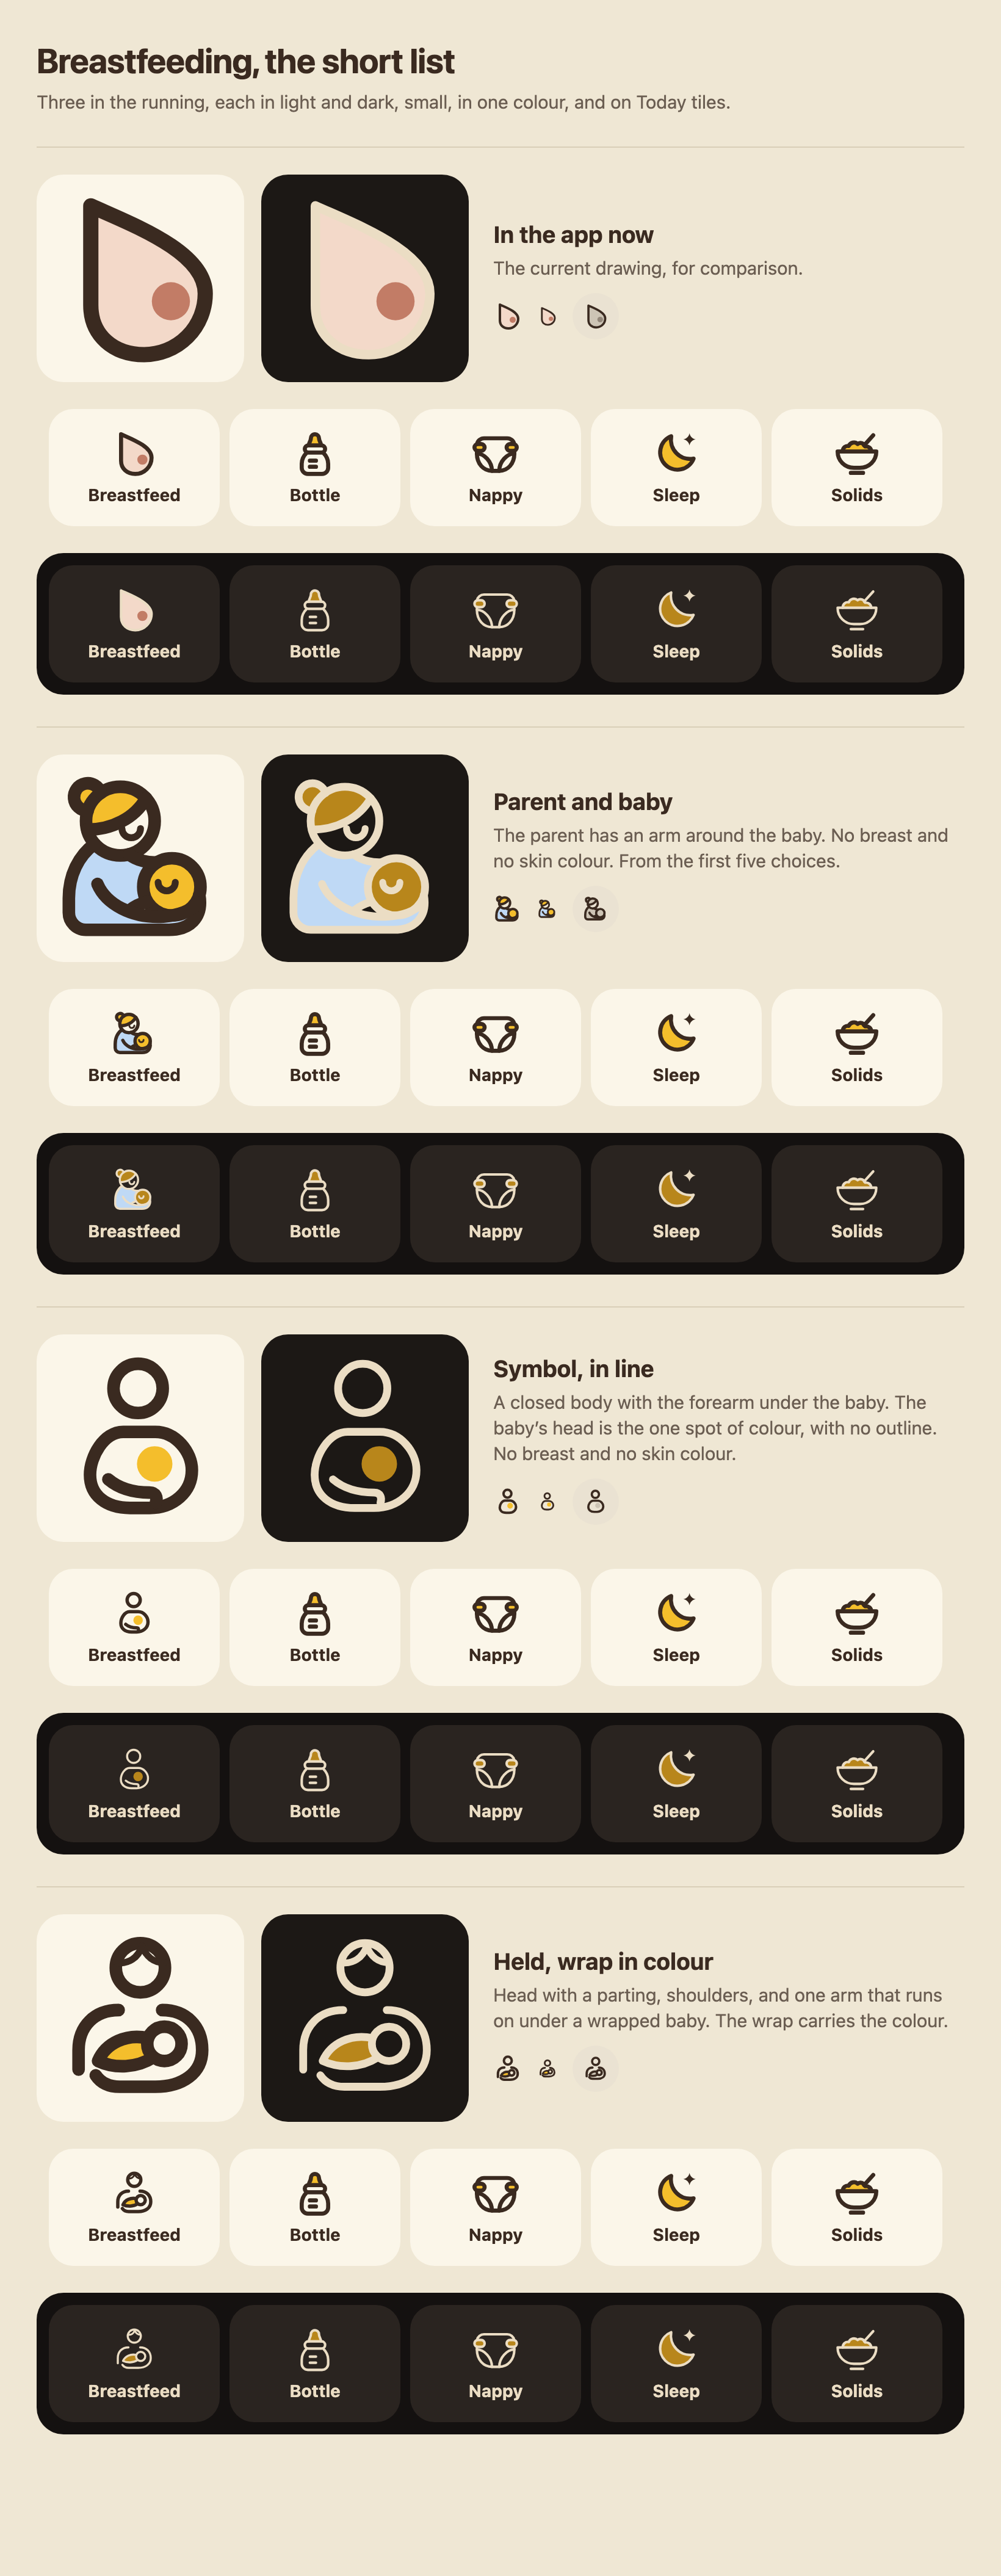 Breastfeeding, the short list
Three in the running, each in light and dark, small, in one colour, and on Today tiles.
In the app now
The current drawing, for comparison.
Breastfeed
Bottle
Nappy
Sleep
Solids
Breastfeed
Bottle
Nappy
Sleep
Solids
Parent and baby
The parent has an arm around the baby. No breast and
no skin colour. From the first five choices.
Breastfeed
Bottle
Nappy
Sleep
Solids
Breastfeed
Bottle
Nappy
Sleep
Solids
Symbol, in line
A closed body with the forearm under the baby. The
baby’s head is the one spot of colour, with no outline.
No breast and no skin colour.
Breastfeed
Bottle
Nappy
Sleep
Solids
Breastfeed
Bottle
Nappy
Sleep
Solids
Held, wrap in colour
Head with a parting, shoulders, and one arm that runs
on under a wrapped baby. The wrap carries the colour.
Breastfeed
Bottle
Nappy
Sleep
Solids
Breastfeed
Bottle
Nappy
Sleep
Solids